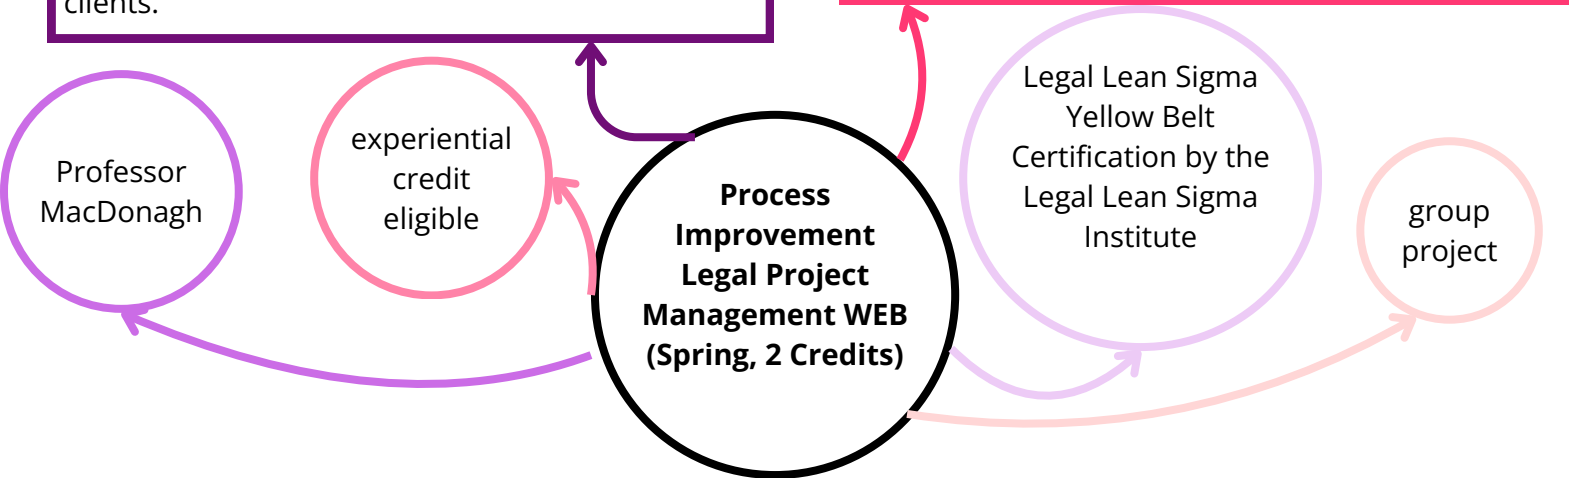 clients.
Professor
MacDonagh
experiential
credit
eligible
Process
Improvement
Legal Project
Management WEB
(Spring, 2 Credits)
Legal Lean Sigma
Yellow Belt
Certification by the
Legal Lean Sigma
Institute
group
project